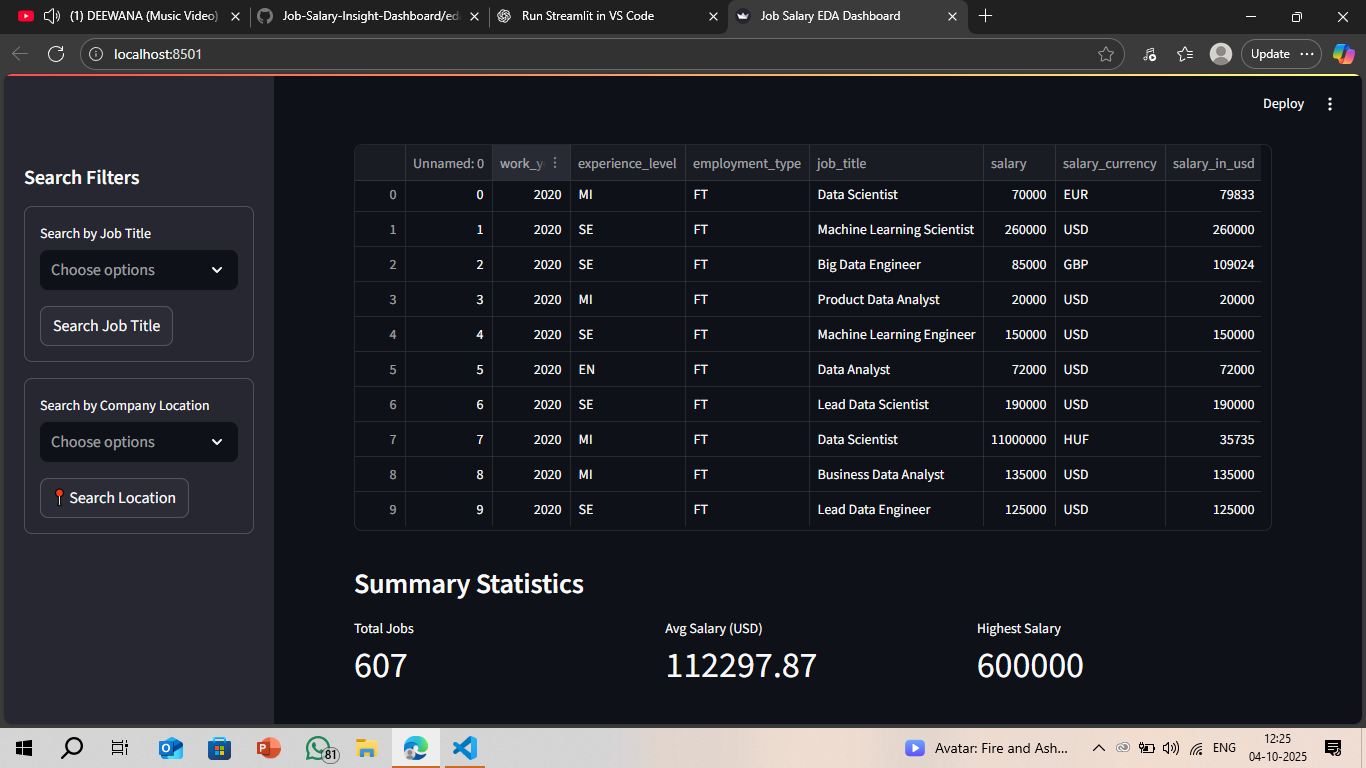 (1) DEEWANA (Music Video)
Job-Salary-Insight-Dashboard/ed
Run Streamlit in VS Code
Job Salary EDA Dashboard
localhost:8501
Update
Deploy
Search Filters
Search by Job Title
Choose options
Search Job Title
Search by Company Location
Choose options
Search Location
Unnamed: 0 work_y experience_level employment_type job_title salary salary_currency salary_in_usd
0 0 2020 MI FT Data Scientist 70000 EUR 79833
1 1 2020 SE FT Machine Learning Scientist 260000 USD 260000
2 2 2020 SE FT Big Data Engineer 85000 GBP 109024
3 3 2020 MI FT Product Data Analyst 20000 USD 20000
4 4 2020 SE FT Machine Learning Engineer 150000 USD 150000
5 5 2020 EN FT Data Analyst 72000 USD 72000
6 6 2020 SE FT Lead Data Scientist 190000 USD 190000
7 7 2020 MI FT Data Scientist 11000000 HUF 35735
8 8 2020 MI FT Business Data Analyst 135000 USD 135000
9 9 2020 SE FT Lead Data Engineer 125000 USD 125000
Summary Statistics
Total Jobs Avg Salary (USD) Highest Salary
607 112297.87 600000
81
Avatar: Fire and Ash...
ENG
12:25
04-10-2025